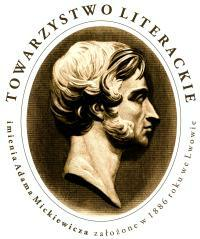 TOWARZYSTWO LITERACKIE
imienia Adama Mickiewicza założone w 1886 roku we Lwowie